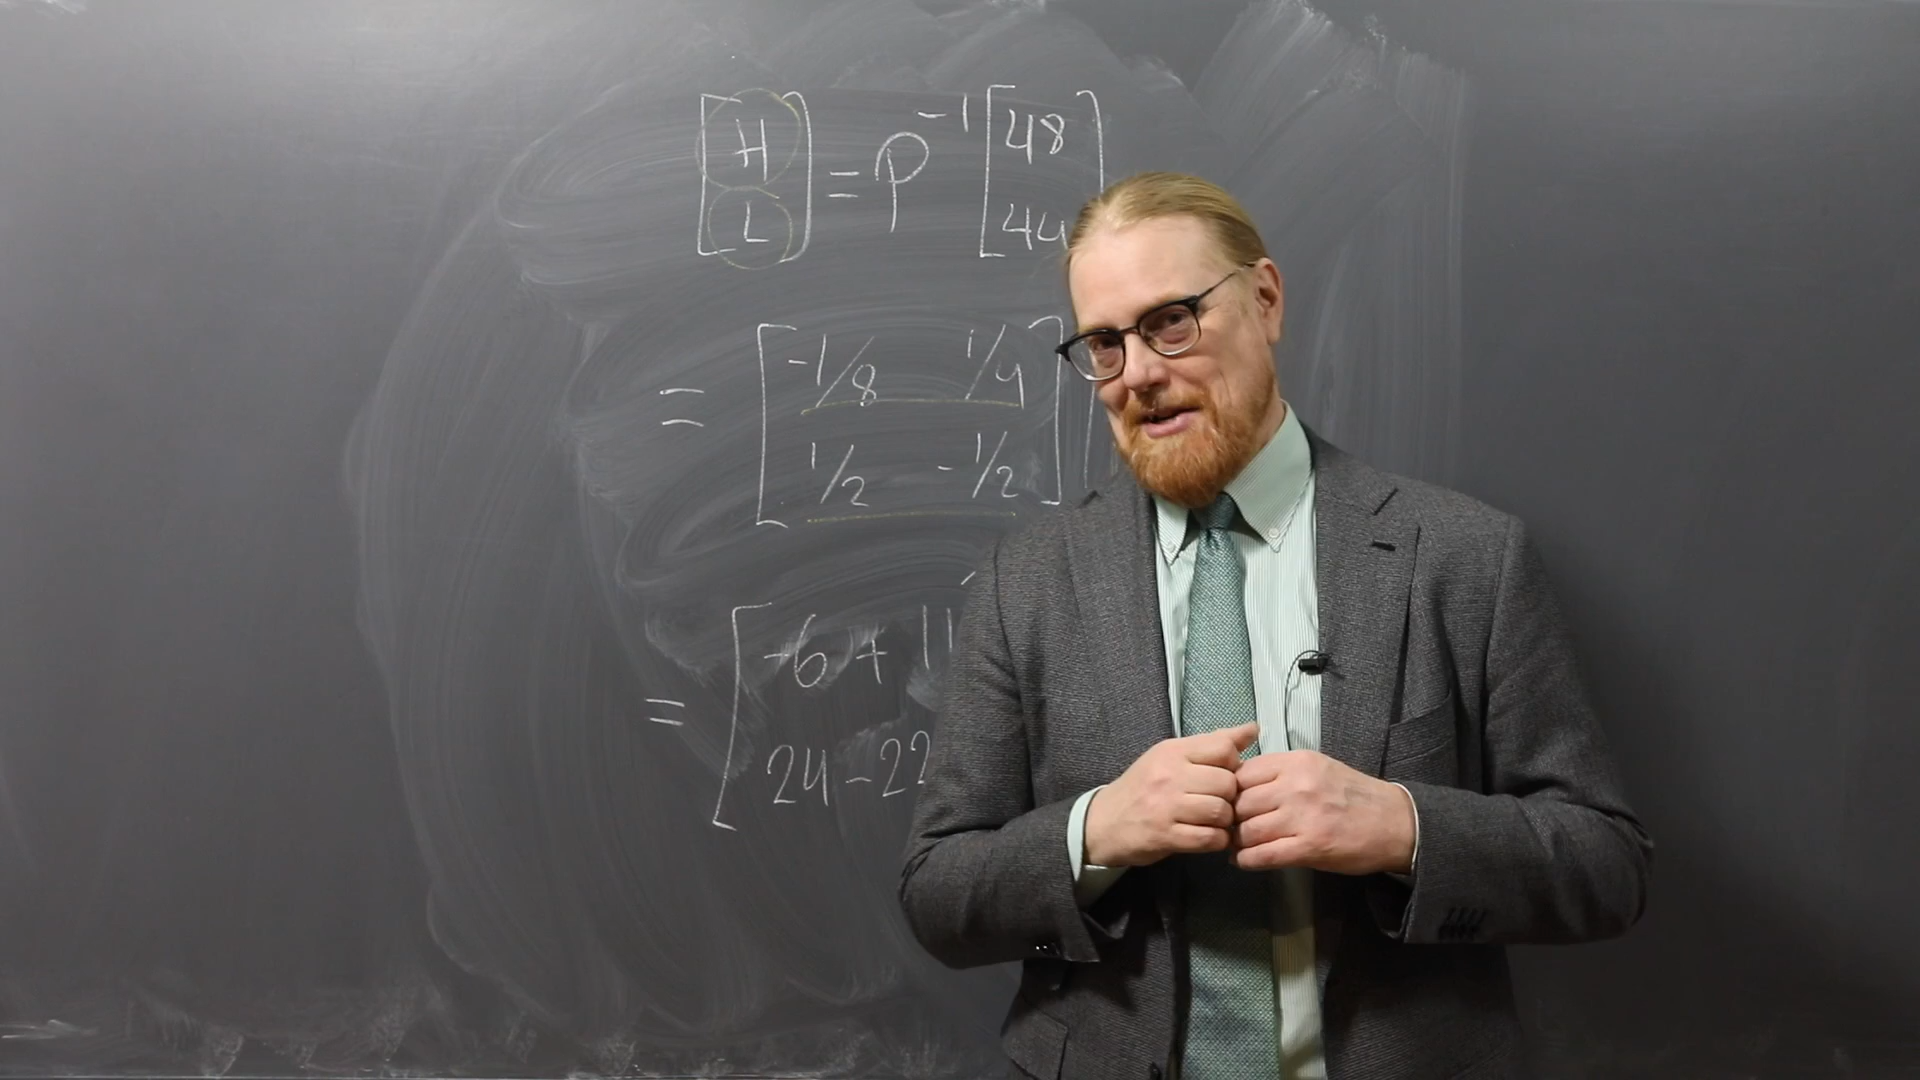 [H] = P⁻¹ [48]
[L] [44]
= [-1/8 1/4]
[1/2 -1/2]
= [-6 + 11
[24 - 22